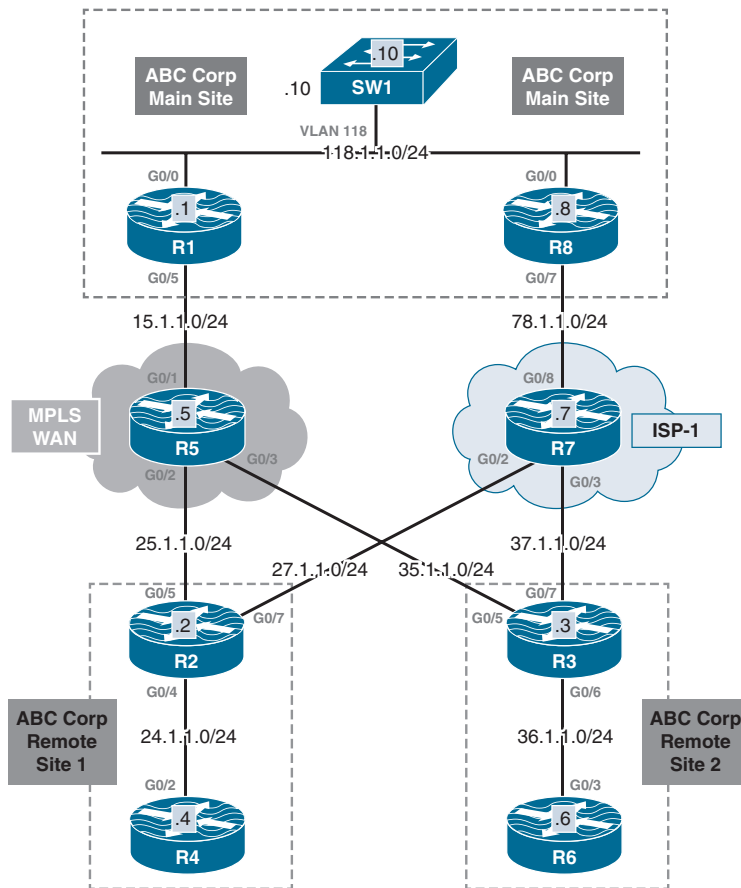 ABC Corp
Main Site
.10
SW1
.10
ABC Corp
Main Site
VLAN 118
118.1.1.0/24
G0/0
.1
R1
G0/5
G0/0
.8
R8
G0/7
15.1.1.0/24
78.1.1.0/24
MPLS
WAN
G0/1
.5
R5
G0/2
G0/3
G0/8
.7
R7
G0/2
G0/3
ISP-1
25.1.1.0/24
27.1.1.0/24
35.1.1.0/24
37.1.1.0/24
G0/5
.2
R2
G0/7
G0/4
G0/7
G0/5
.3
R3
G0/6
ABC Corp
Remote
Site 1
24.1.1.0/24
36.1.1.0/24
ABC Corp
Remote
Site 2
G0/2
.4
R4
G0/3
.6
R6